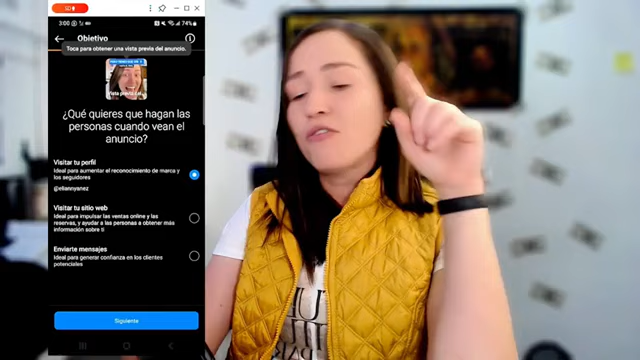 3:00
74%
Objetivo
Toca para obtener una vista previa del anuncio.
¿Qué quieres que hagan las
personas cuando vean el
anuncio?
Visitar tu perfil
Ideal para aumentar el reconocimiento de marca y
los seguidores
@eliannyanez
Visitar tu sitio web
Ideal para impulsar las ventas online y las
reservas, y ayudar a las personas a obtener más
información sobre ti
Enviarte mensajes
Ideal para generar confianza en los clientes
potenciales
Siguiente